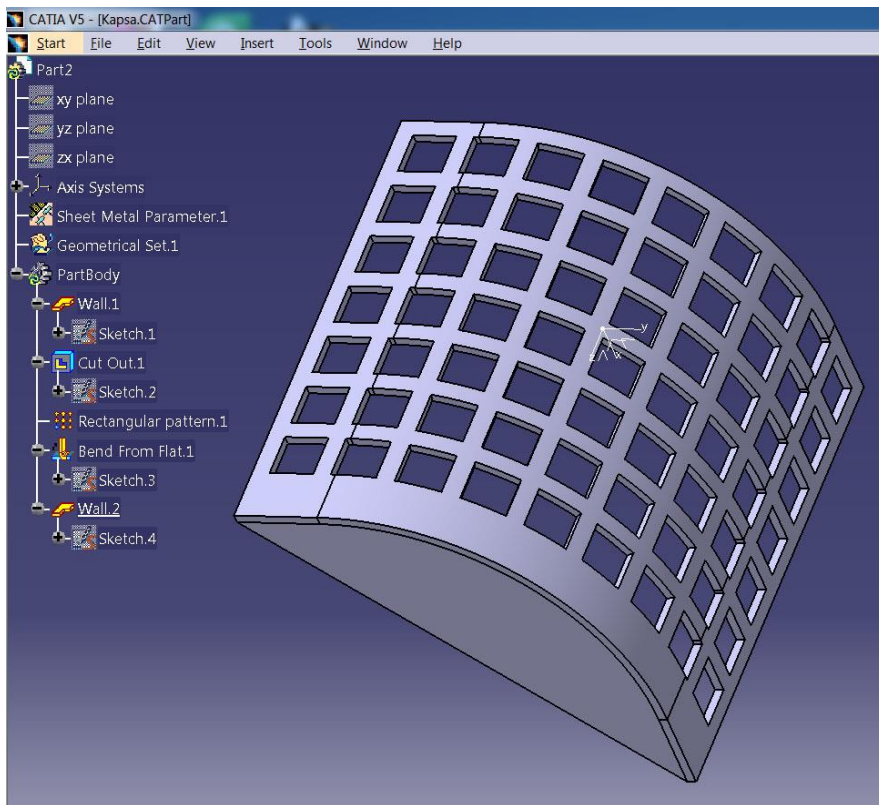 CATIA V5 - [Kapsa.CATPart]
Start File Edit View Insert Tools Window Help
Part2
xy plane
yz plane
zx plane
Axis Systems
Sheet Metal Parameter.1
Geometrical Set.1
PartBody
Wall.1
Sketch.1
Cut Out.1
Sketch.2
Rectangular pattern.1
Bend From Flat.1
Sketch.3
Wall.2
Sketch.4
y
z